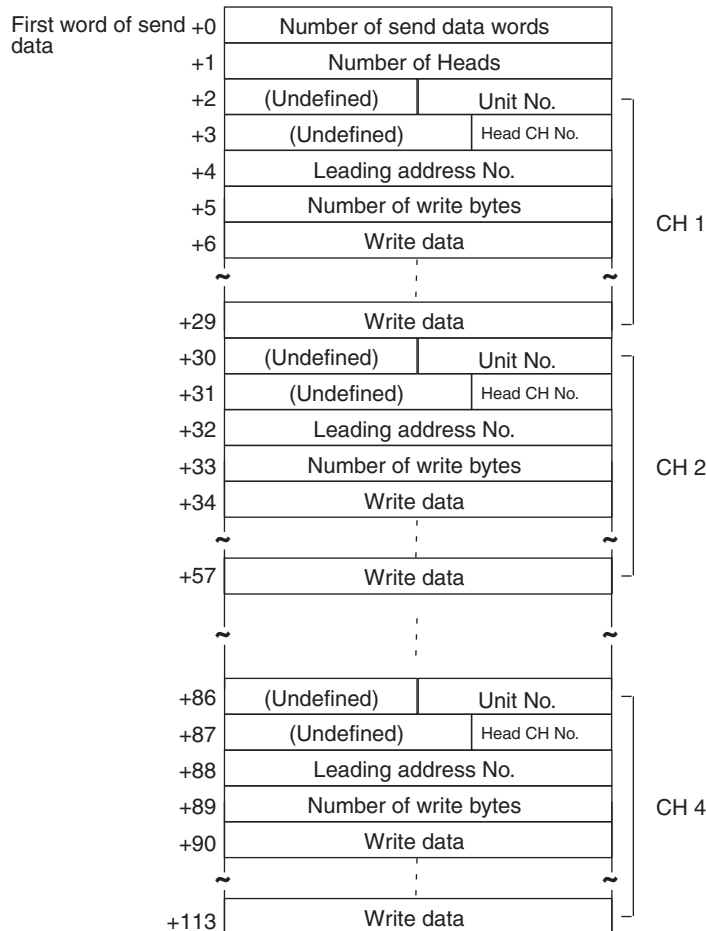 First word of send +0 Number of send data words
data
+1 Number of Heads
+2 (Undefined) Unit No.
+3 (Undefined) Head CH No.
+4 Leading address No.
+5 Number of write bytes
CH 1
+6 Write data
~ ~
+29 Write data
+30 (Undefined) Unit No.
+31 (Undefined) Head CH No.
+32 Leading address No.
+33 Number of write bytes
CH 2
+34 Write data
~ ~
+57 Write data
~ ~
+86 (Undefined) Unit No.
+87 (Undefined) Head CH No.
+88 Leading address No.
+89 Number of write bytes
CH 4
+90 Write data
~ ~
+113 Write data